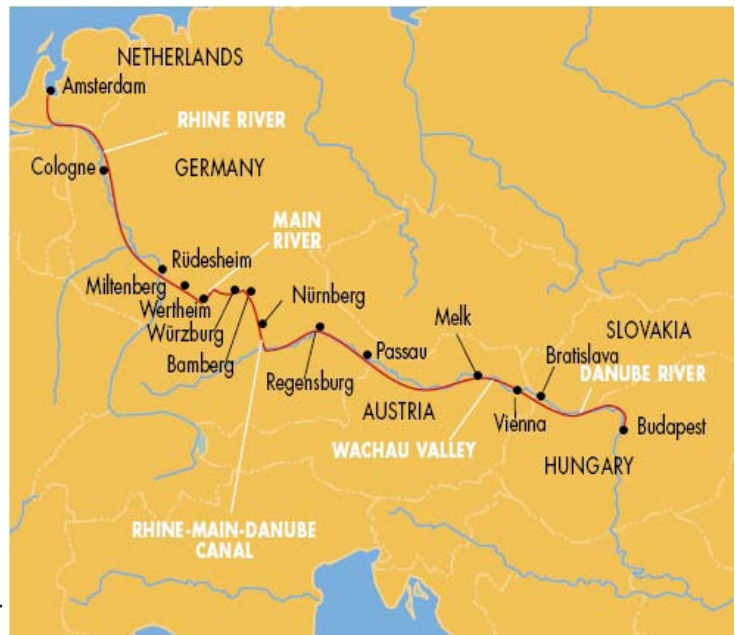 NETHERLANDS
Amsterdam
RHINE RIVER
Cologne
GERMANY
MAIN
RIVER
Rüdesheim
Miltenberg
Wertheim
Würzburg
Bamberg
Nürnberg
Regensburg
Passau
Melk
SLOVAKIA
Bratislava
DANUBE RIVER
AUSTRIA
Vienna
Budapest
WACHAU VALLEY
HUNGARY
RHINE-MAIN-DANUBE
CANAL